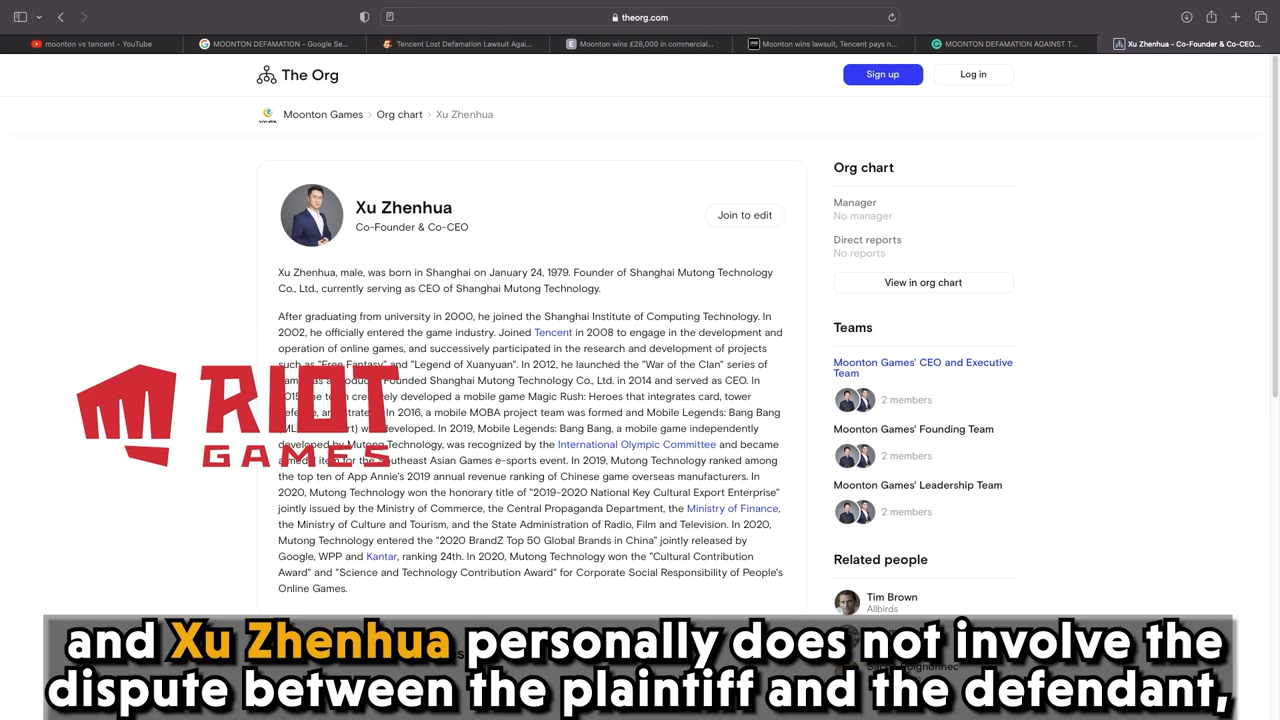 theorg.com
moonton vs tencent - YouTube
MOONTON DEFAMATION - Google Se...
Tencent Lost Defamation Lawsuit Agai...
Moonton wins £28,000 in commercial...
Moonton wins lawsuit, Tencent pays n...
MOONTON DEFAMATION AGAINST T...
Xu Zhenhua - Co-Founder & Co-CEO...
The Org
Sign up
Log in
Moonton Games > Org chart > Xu Zhenhua
Xu Zhenhua
Co-Founder & Co-CEO
Join to edit
Xu Zhenhua, male, was born in Shanghai on January 24, 1979. Founder of Shanghai Mutong Technology
Co., Ltd., currently serving as CEO of Shanghai Mutong Technology.
After graduating from university in 2000, he joined the Shanghai Institute of Computing Technology. In
2002, he officially entered the game industry. Joined Tencent in 2008 to engage in the development and
operation of online games, and successively participated in the research and development of projects
such as "Free Fantasy" and "Legend of Xuanyuan". In 2012, he launched the "War of the Clan" series of
as a Founded Shanghai Mutong Technology Co., Ltd. in 2014 and served as CEO. In
developed a mobile game Magic Rush: Heroes that integrates card, tower
In 2016, a mobile MOBA project team was formed and Mobile Legends: Bang Bang
developed. In 2019, Mobile Legends: Bang Bang, a mobile game independently
developed by Mutong Technology, was recognized by the International Olympic Committee and became
for the Southeast Asian Games e-sports event. In 2019, Mutong Technology ranked among
the top ten of App Annie's 2019 annual revenue ranking of Chinese game overseas manufacturers. In
2020, Mutong Technology won the honorary title of "2019-2020 National Key Cultural Export Enterprise"
jointly issued by the Ministry of Commerce, the Central Propaganda Department, the Ministry of Finance,
the Ministry of Culture and Tourism, and the State Administration of Radio, Film and Television. In 2020,
Mutong Technology entered the "2020 BrandZ Top 50 Global Brands in China" jointly released by
Google, WPP and Kantar, ranking 24th. In 2020, Mutong Technology won the "Cultural Contribution
Award" and "Science and Technology Contribution Award" for Corporate Social Responsibility of People's
Online Games.
RIOT
GAMES
Org chart
Manager
No manager
Direct reports
No reports
View in org chart
Teams
Moonton Games' CEO and Executive
Team
2 members
Moonton Games' Founding Team
2 members
Moonton Games' Leadership Team
2 members
Related people
Tim Brown
Allbirds
and Xu Zhenhua personally does not involve the
dispute between the plaintiff and the defendant,